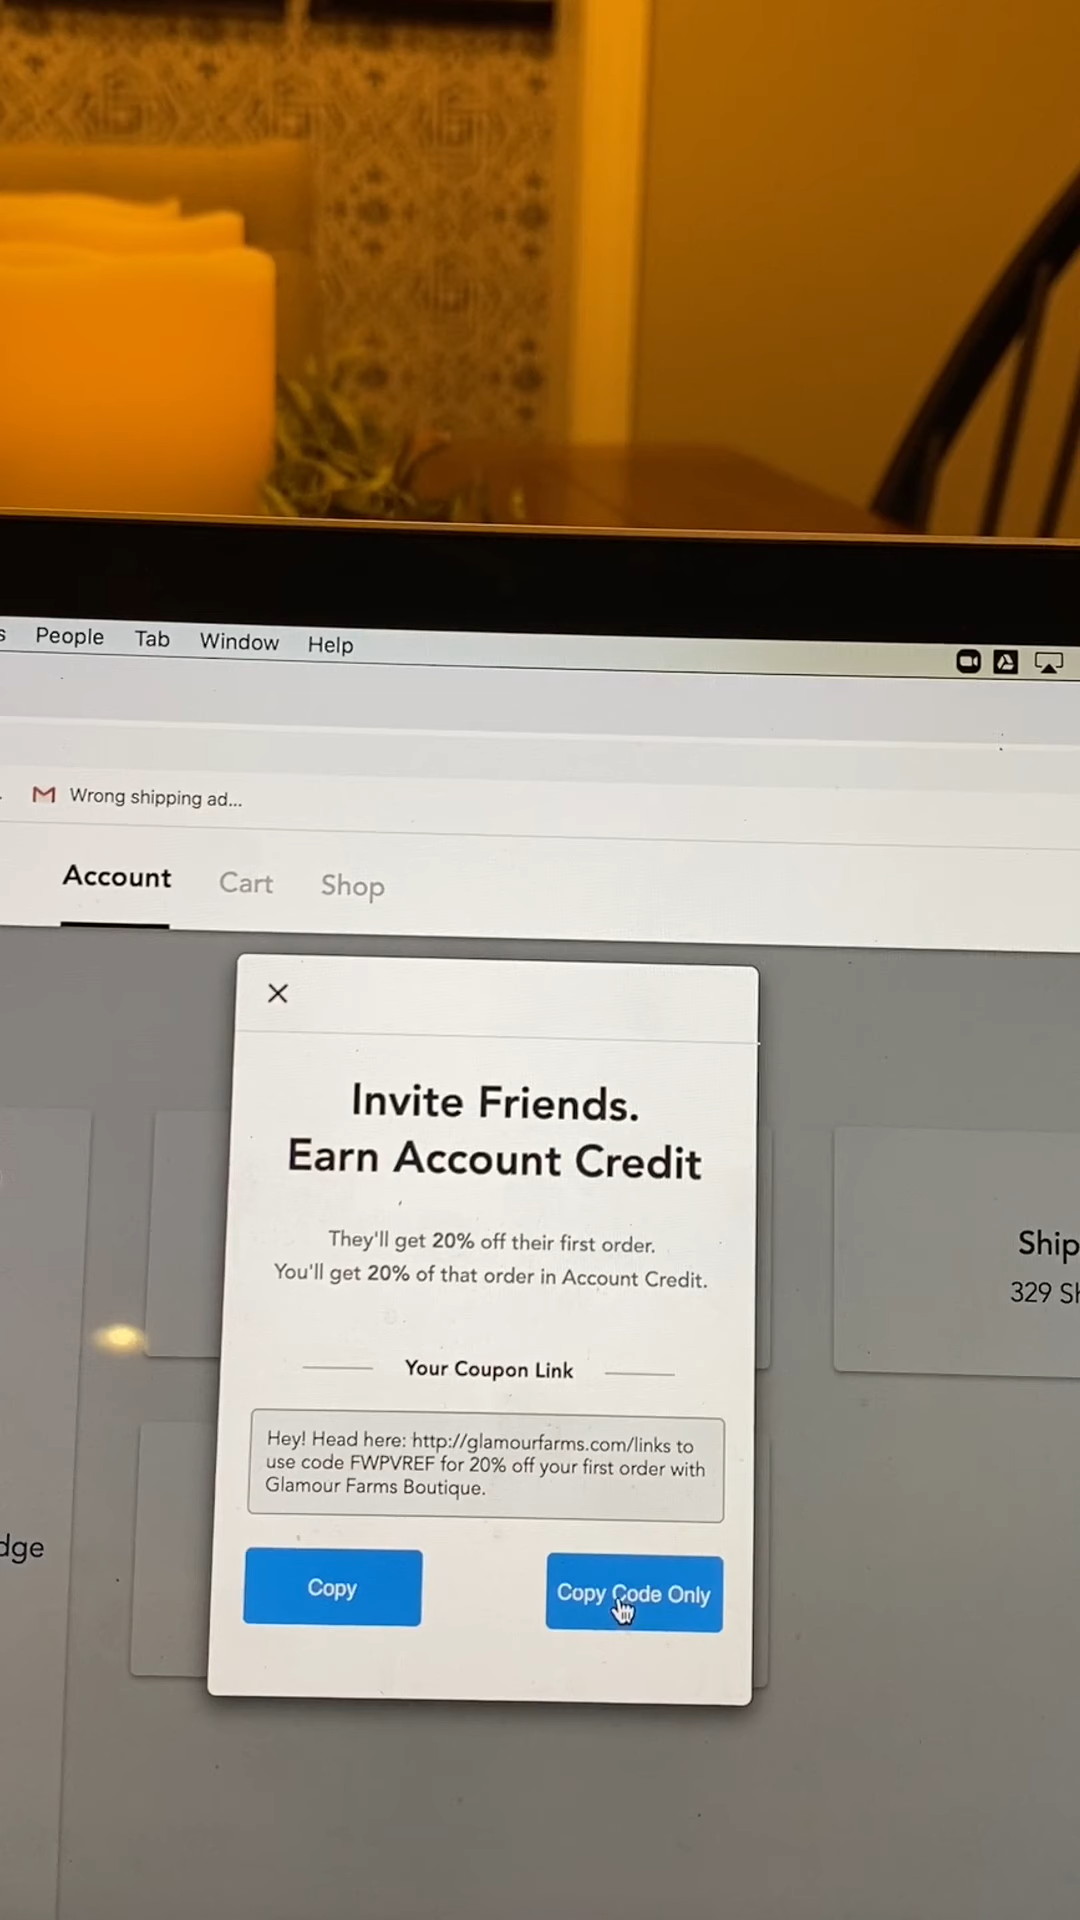 People Tab Window Help
Wrong shipping ad...
Account Cart Shop
Invite Friends.
Earn Account Credit
They'll get 20% off their first order.
You'll get 20% of that order in Account Credit.
Your Coupon Link
Hey! Head here: http://glamourfarms.com/links to
use code FWPVREF for 20% off your first order with
Glamour Farms Boutique.
Copy
Copy Code Only
Ship
329 Sh
dge